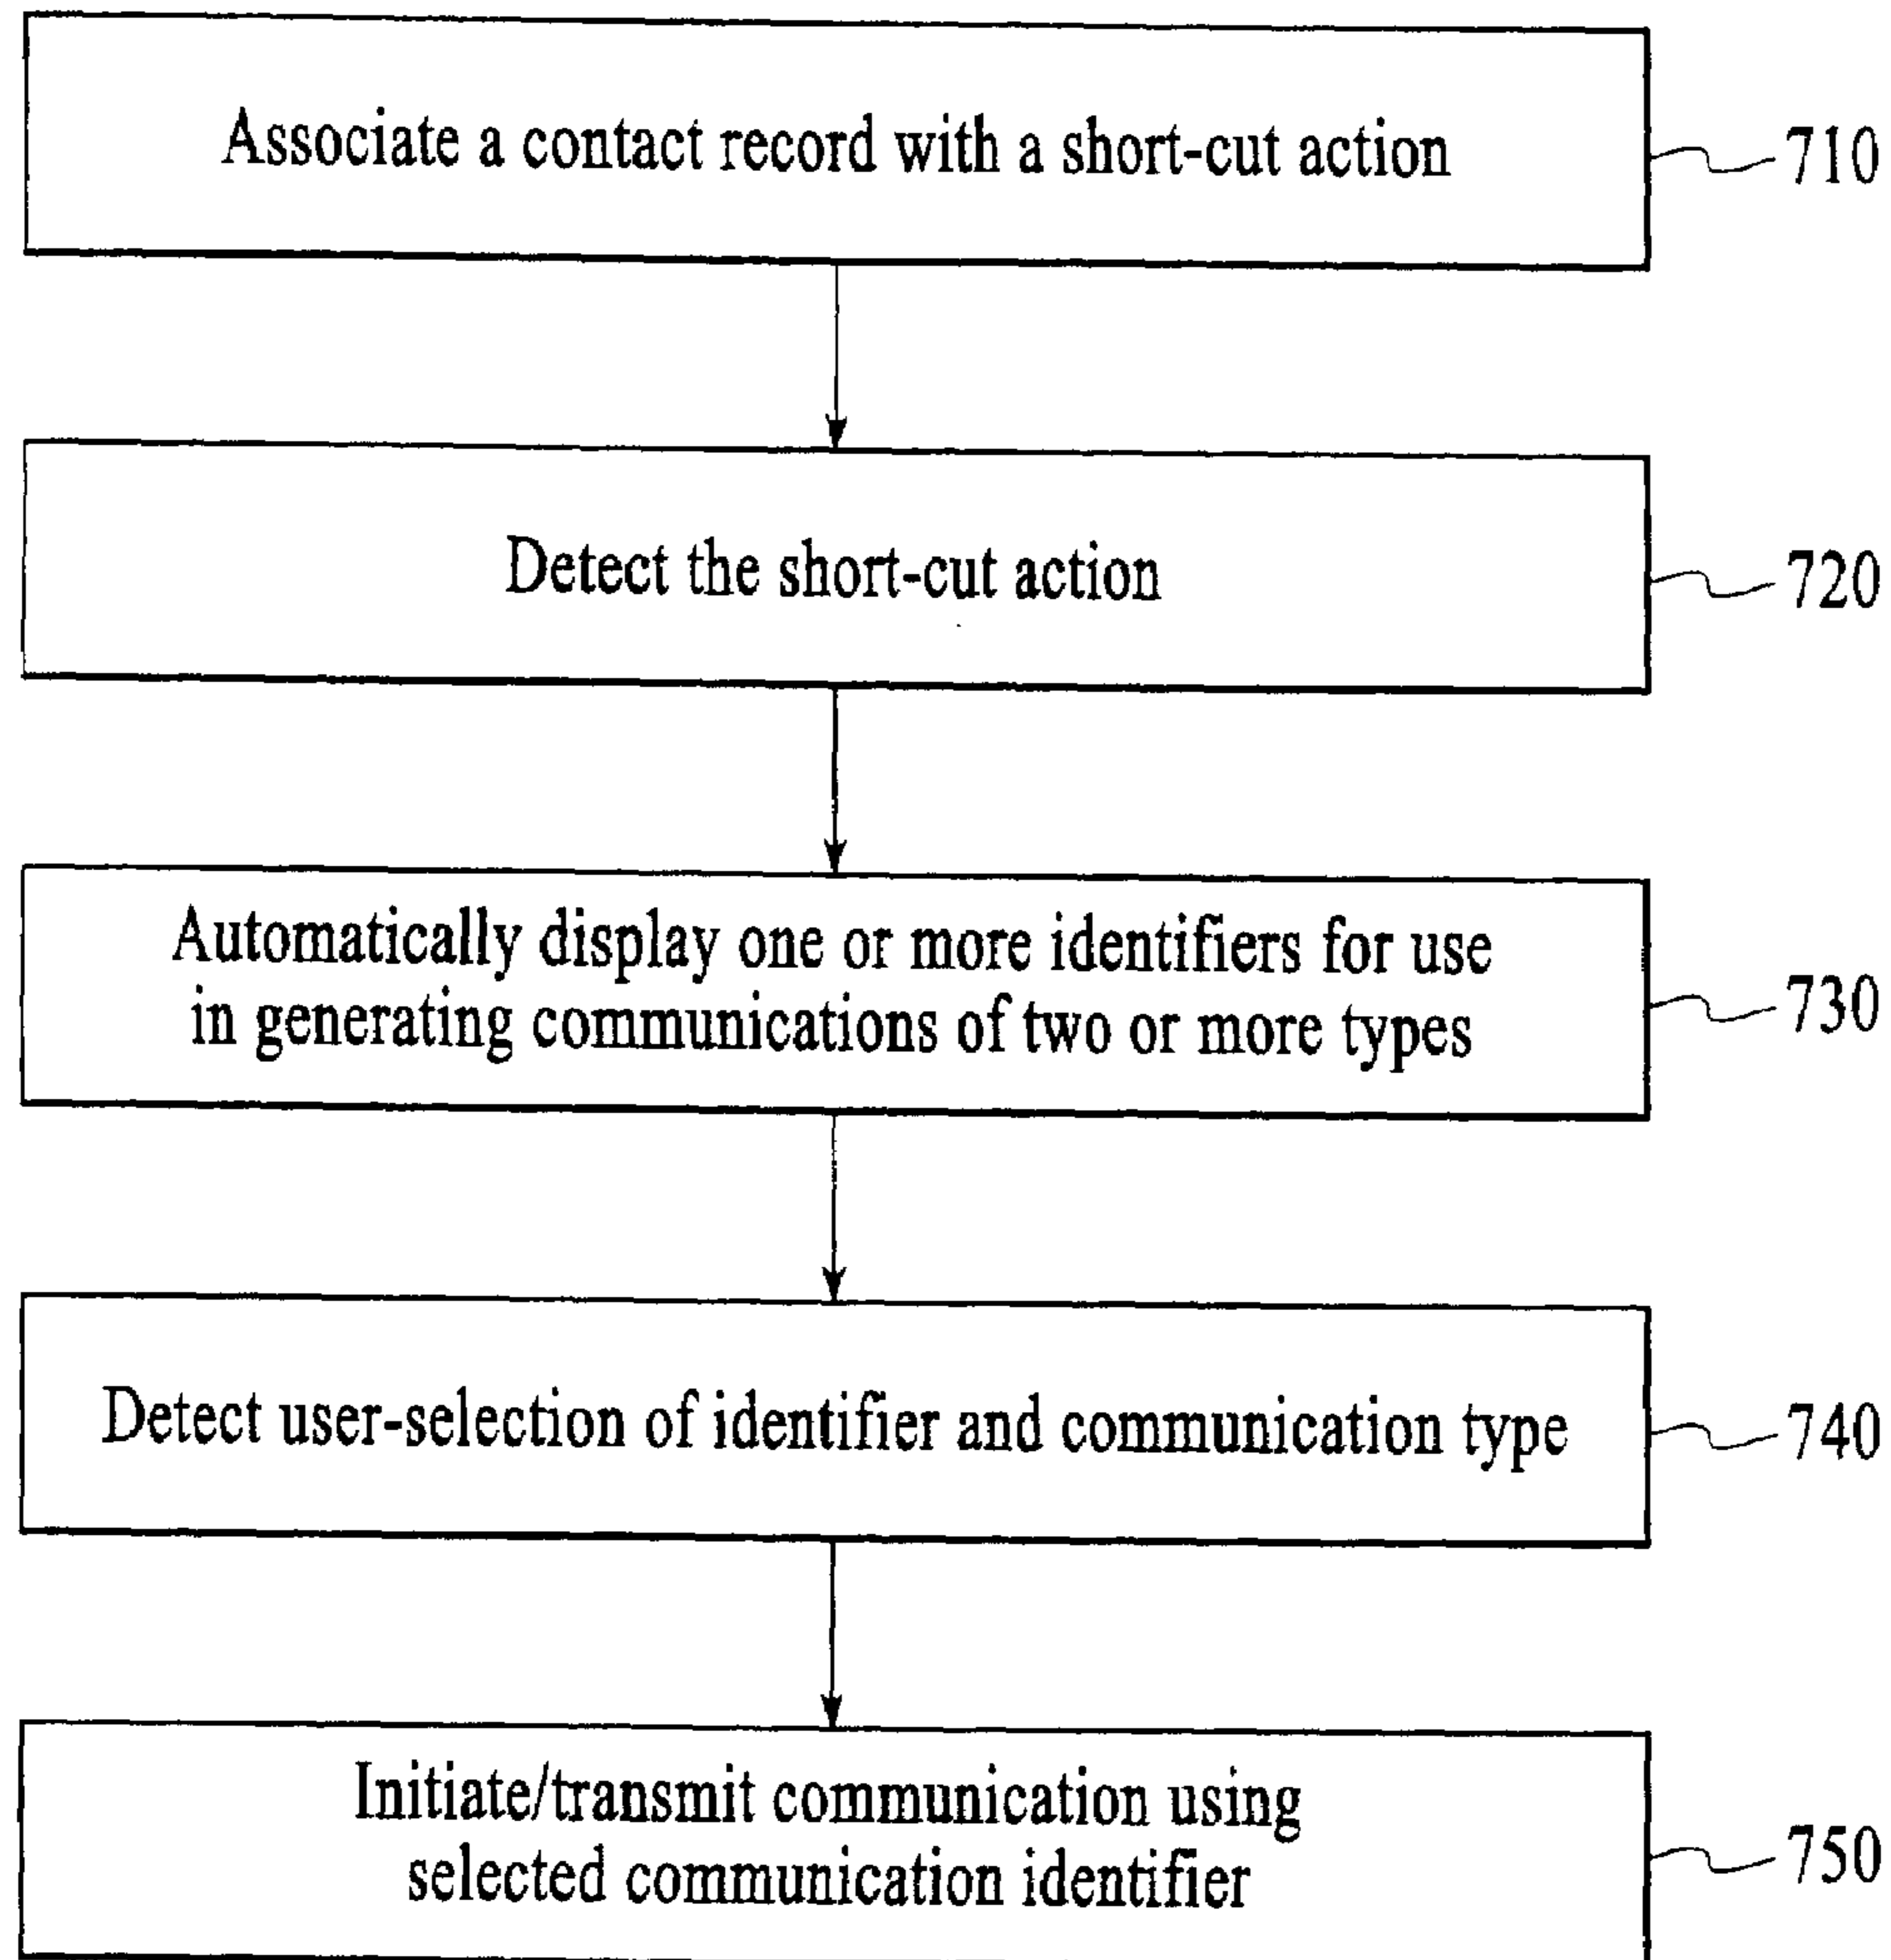 Associate a contact record with a short-cut action
710
Detect the short-cut action
720
Automatically display one or more identifiers for use
in generating communications of two or more types
730
Detect user-selection of identifier and communication type
740
Initiate/transmit communication using
selected communication identifier
750